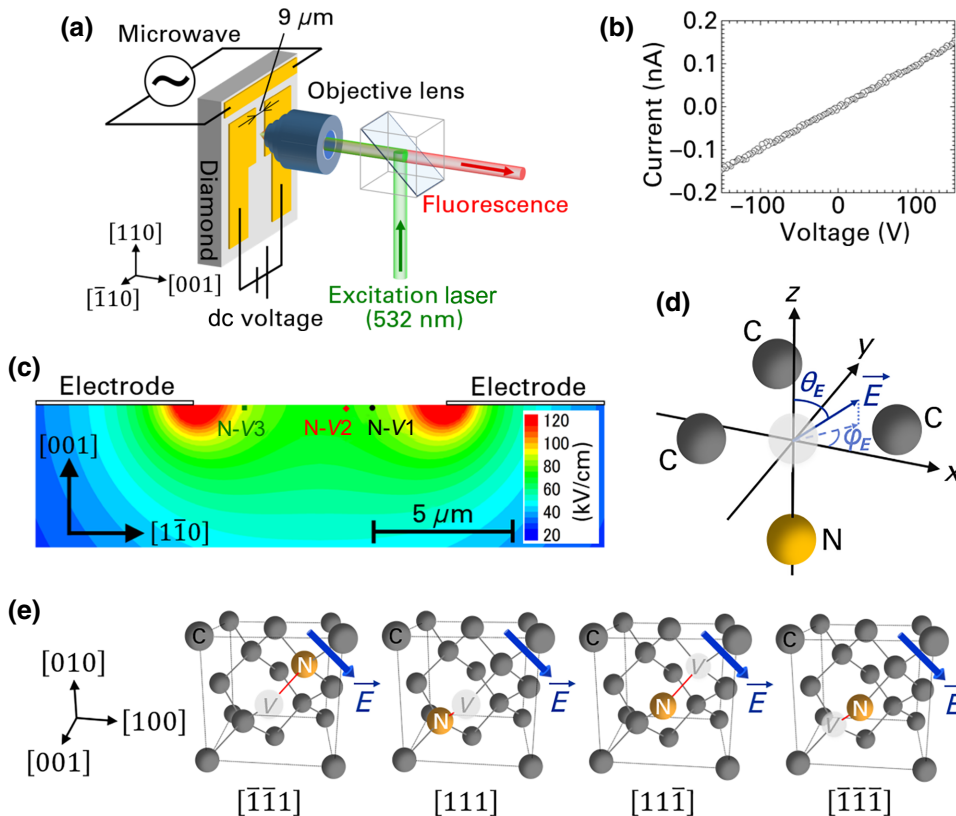 (a)
9 μm
Microwave
Objective lens
Diamond
Fluorescence
[110]
[001]
[1̄10]
dc voltage
Excitation laser
(532 nm)
(b)
Current (nA)
0.2
0.1
0.0
-0.1
-0.2
-100
0
100
Voltage (V)
(c)
Electrode
Electrode
N-V3
N-V2
N-V1
[001]
[11̄0]
5 μm
120
100
80
60
40
20
(kV/cm)
(d)
z
C
y
θE
E⃗
C
φE
C
x
N
(e)
[010]
[100]
[001]
C
N
V
E⃗
[1̄1̄1]
C
V
N
E⃗
[111]
C
V
N
E⃗
[111̄]
C
N
V
E⃗
[1̄1̄1̄]